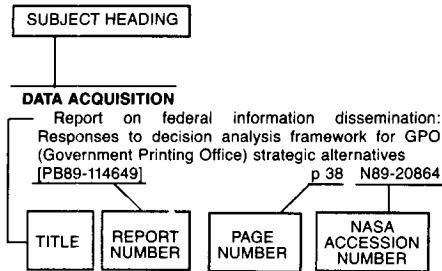 SUBJECT HEADING
DATA ACQUISITION
Report on federal information dissemination:
Responses to decision analysis framework for GPO
(Government Printing Office) strategic alternatives
[PB89-114649] p 38 N89-20864
TITLE
REPORT
NUMBER
PAGE
NUMBER
NASA
ACCESSION
NUMBER